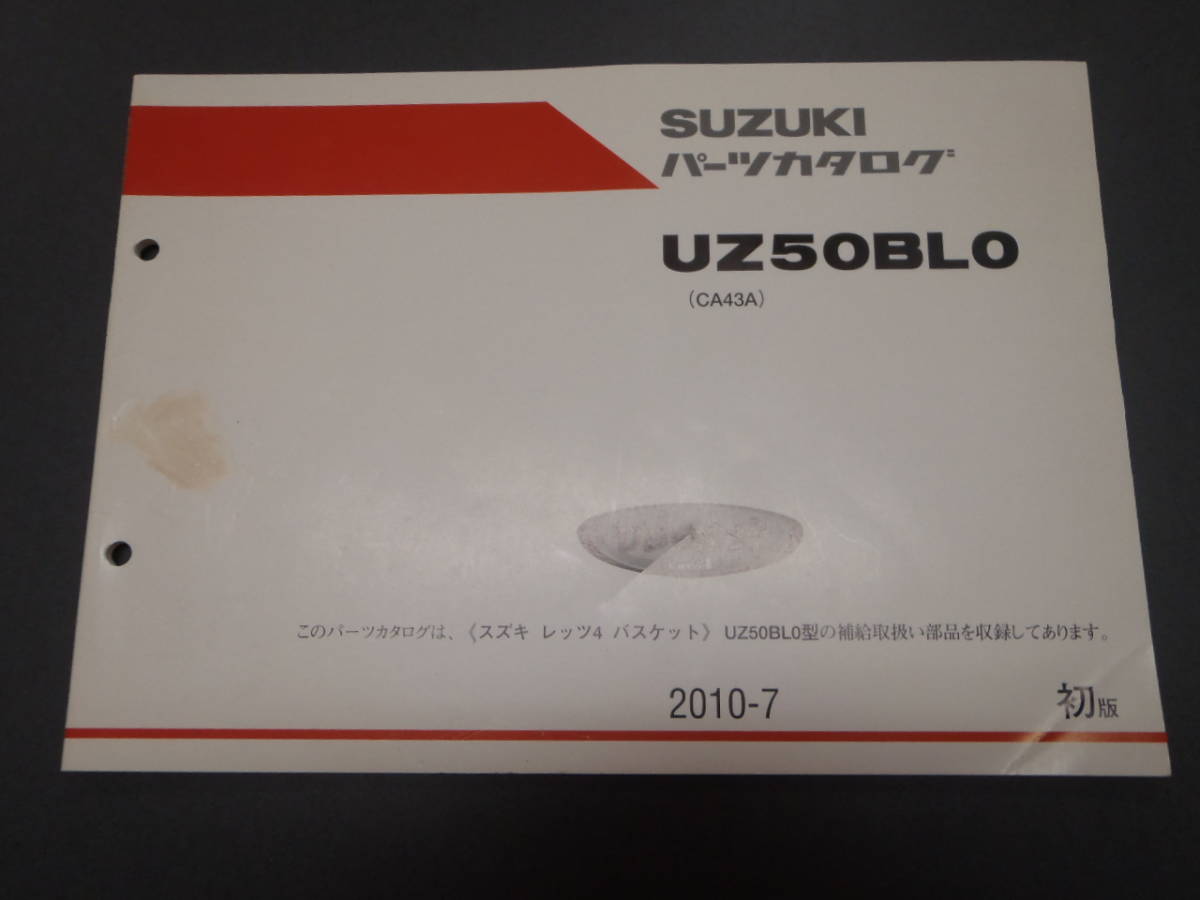 SUZUKI
パーツカタログ
UZ50BL0
(CA43A)
このパーツカタログは、《スズキ レッツ4 バスケット》 UZ50BL0型の補給取扱い部品を収録してあります。
2010-7
初版